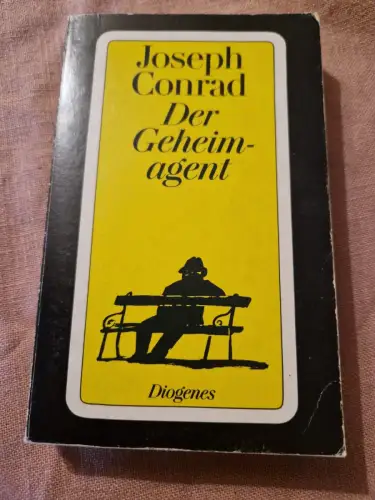 Joseph
Conrad
Der
Geheim-
agent
Diogenes